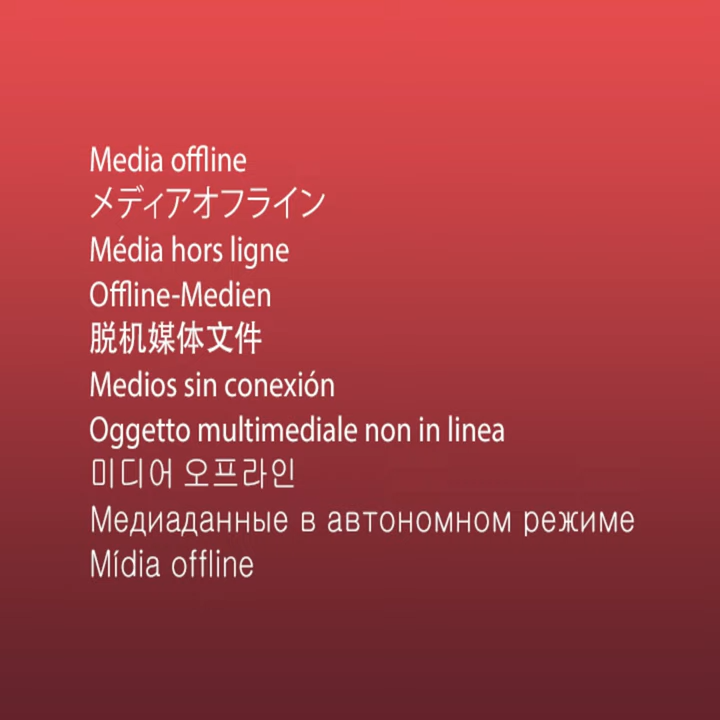 Media offline
メディアオフライン
Média hors ligne
Offline-Medien
脱机媒体文件
Medios sin conexión
Oggetto multimediale non in linea
미디어 오프라인
Медиаданные в автономном режиме
Mídia offline